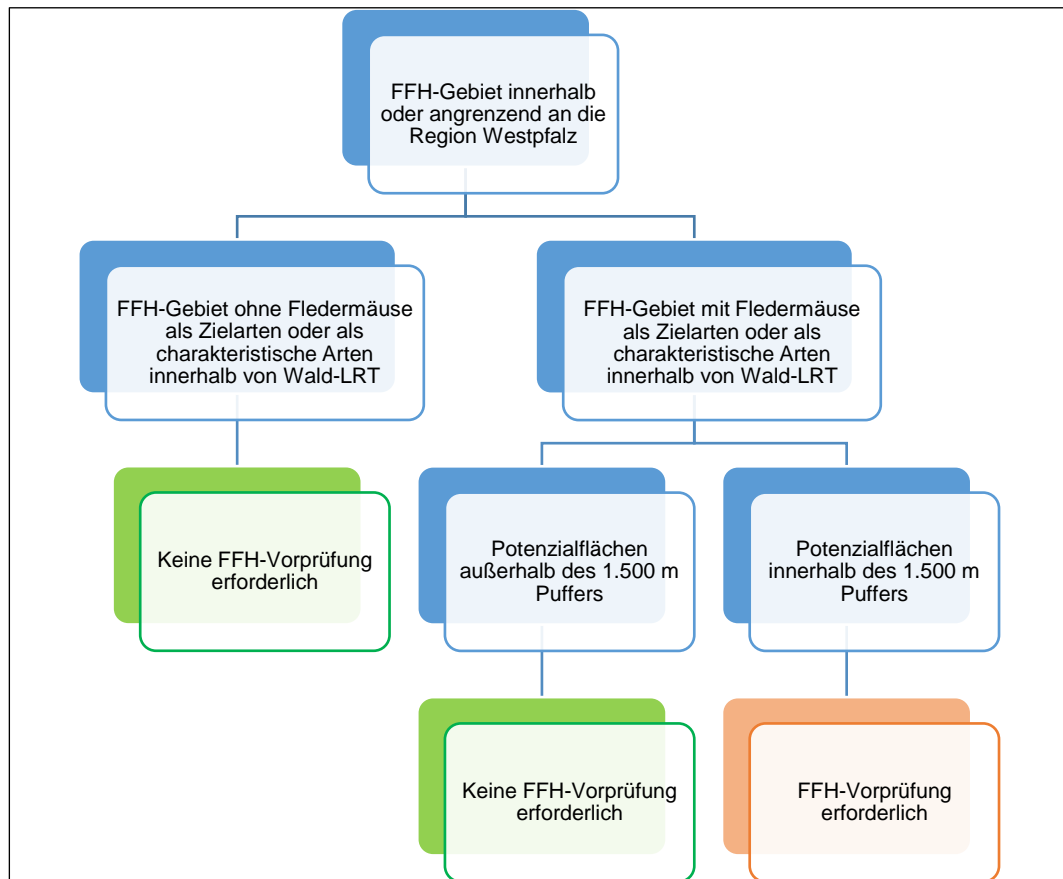 FFH-Gebiet innerhalb
oder angrenzend an die
Region Westpfalz
FFH-Gebiet ohne Fledermäuse
als Zielarten oder als
charakteristische Arten
innerhalb von Wald-LRT
FFH-Gebiet mit Fledermäuse
als Zielarten oder als
charakteristische Arten
innerhalb von Wald-LRT
Keine FFH-Vorprüfung
erforderlich
Potenzialflächen
außerhalb des 1.500 m
Puffers
Potenzialflächen
innerhalb des 1.500 m
Puffers
Keine FFH-Vorprüfung
erforderlich
FFH-Vorprüfung
erforderlich